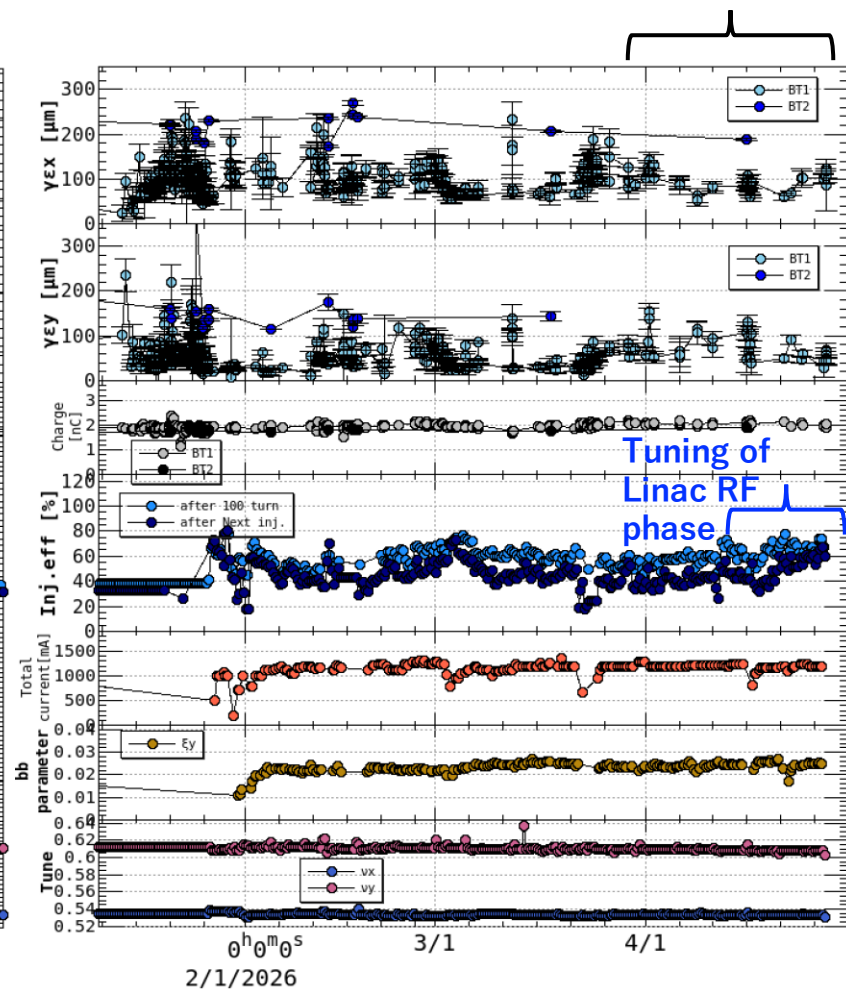 300
200
100
0
γεx [μm]
BT1
BT2
300
200
100
0
γεy [μm]
BT1
BT2
3
2
1
0
Charge
[nC]
BT1
BT2
Tuning of
Linac RF
phase
120
100
80
60
40
20
0
Inj.eff [%]
after 100 turn
after Next inj.
1500
1000
500
0
Total
current[mA]
0.04
0.03
0.02
0.01
0
bb
parameter
ξy
0.64
0.62
0.6
0.58
0.56
0.54
0.52
Tune
νx
νy
0h0m0s
2/1/2026
3/1
4/1